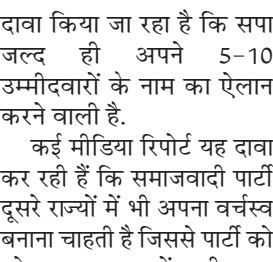 दावा किया जा रहा है कि सपा
जल्द ही अपने 5-10
उम्मीदवारों के नाम का ऐलान
करने वाली है.
कई मीडिया रिपोर्ट यह दावा
कर रही हैं कि समाजवादी पार्टी
दूसरे राज्यों में भी अपना वर्चस्व
बनाना चाहती है जिससे पार्टी को